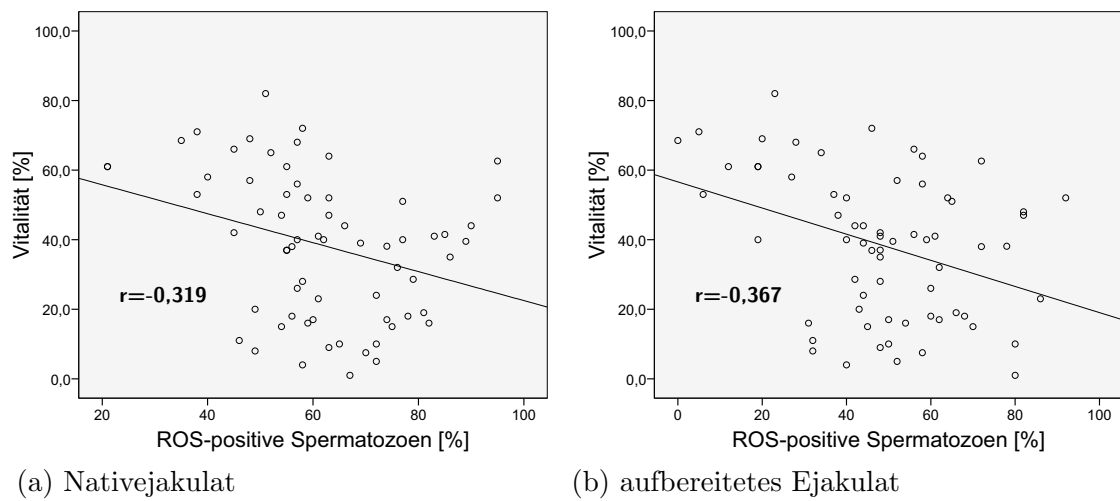 100,0
80,0
60,0
40,0
20,0
0,0
Vitalität [%]
r=-0,319
20 40 60 80 100
ROS-positive Spermatozoen [%]
(a) Nativejakulat
100,0
80,0
60,0
40,0
20,0
0,0
Vitalität [%]
r=-0,367
0 20 40 60 80 100
ROS-positive Spermatozoen [%]
(b) aufbereitetes Ejakulat